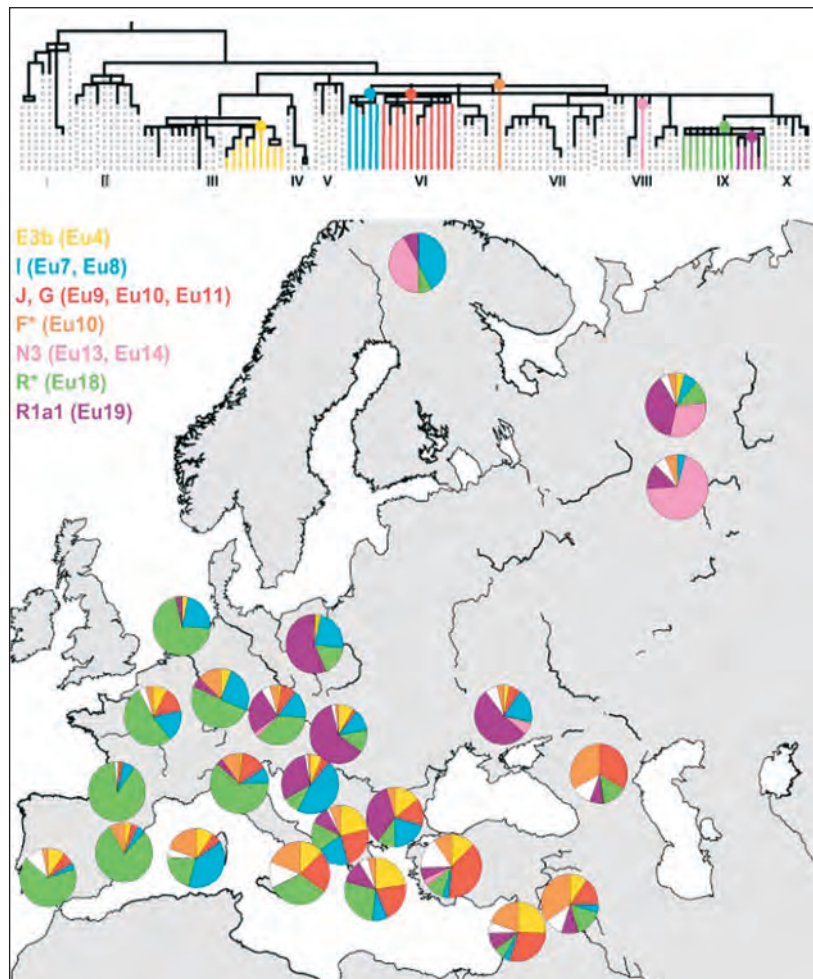 I II III IV V VI VII VIII IX X
E3b (Eu4)
I (Eu7, Eu8)
J, G (Eu9, Eu10, Eu11)
F* (Eu10)
N3 (Eu13, Eu14)
R* (Eu18)
R1a1 (Eu19)